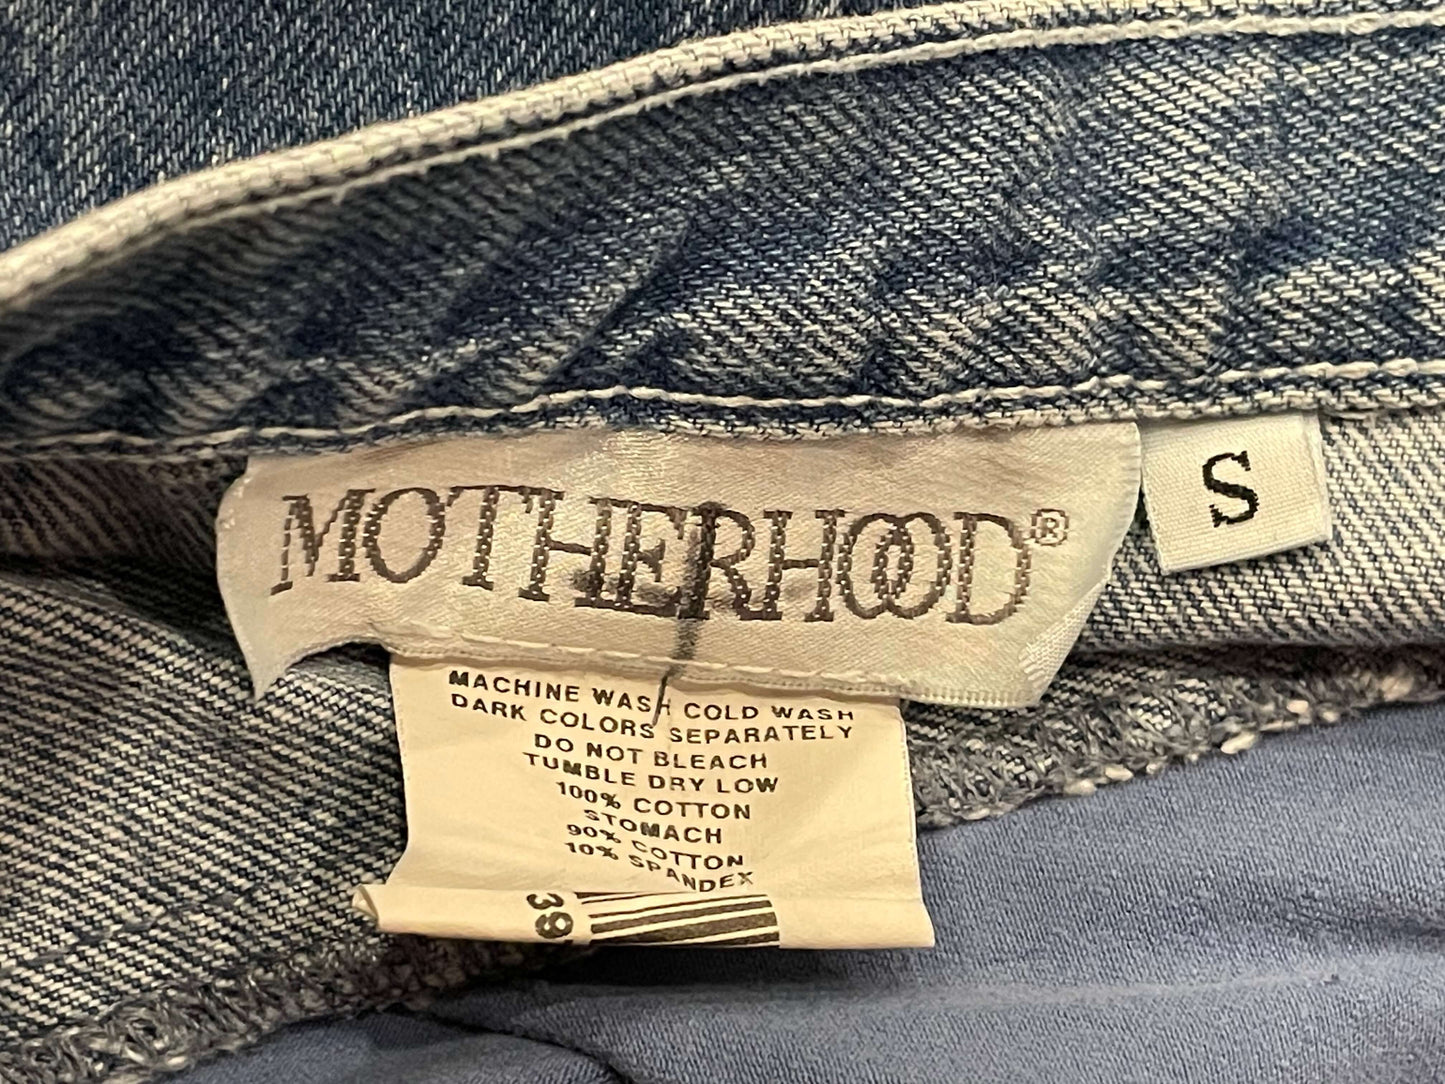 MOTHERHOOD®
S
MACHINE WASH COLD WASH
DARK COLORS SEPARATELY
DO NOT BLEACH
TUMBLE DRY LOW
100% COTTON
STOMACH
90% COTTON
10% SPANDEX
39